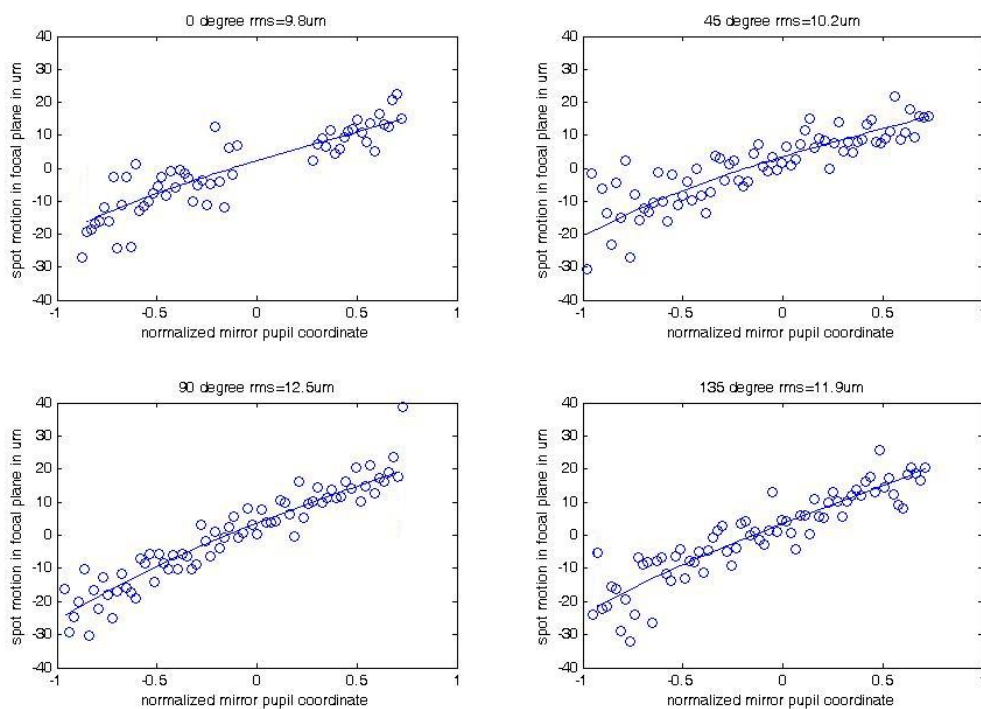 0 degree rms=9.8um
45 degree rms=10.2um
40
30
20
10
0
-10
-20
-30
-40
-1 -0.5 0 0.5 1
spot motion in focal plane in um
normalized mirror pupil coordinate
40
30
20
10
0
-10
-20
-30
-40
-1 -0.5 0 0.5 1
spot motion in focal plane in um
normalized mirror pupil coordinate
90 degree rms=12.5um
135 degree rms=11.9um
40
30
20
10
0
-10
-20
-30
-40
-1 -0.5 0 0.5 1
spot motion in focal plane in um
normalized mirror pupil coordinate
40
30
20
10
0
-10
-20
-30
-40
-1 -0.5 0 0.5 1
spot motion in focal plane in um
normalized mirror pupil coordinate